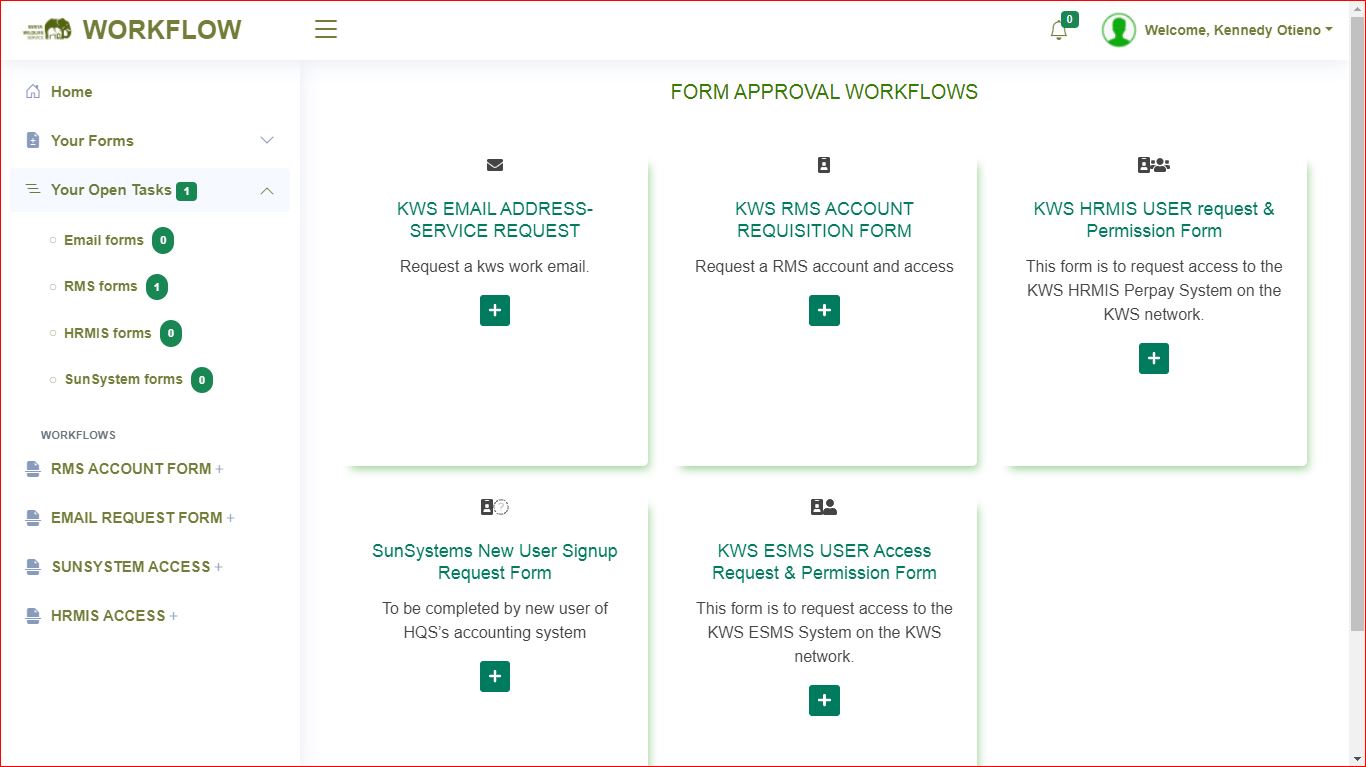 KENYA
WILDLIFE
SERVICE
WORKFLOW
0
Welcome, Kennedy Otieno
Home
Your Forms
Your Open Tasks 1
Email forms 0
RMS forms 1
HRMIS forms 0
SunSystem forms 0
WORKFLOWS
RMS ACCOUNT FORM +
EMAIL REQUEST FORM +
SUNSYSTEM ACCESS +
HRMIS ACCESS +
FORM APPROVAL WORKFLOWS
KWS EMAIL ADDRESS-
SERVICE REQUEST
Request a kws work email.
+
KWS RMS ACCOUNT
REQUISITION FORM
Request a RMS account and access
+
KWS HRMIS USER request &
Permission Form
This form is to request access to the
KWS HRMIS Perpay System on the
KWS network.
+
SunSystems New User Signup
Request Form
To be completed by new user of
HQS’s accounting system
+
KWS ESMS USER Access
Request & Permission Form
This form is to request access to the
KWS ESMS System on the KWS
network.
+